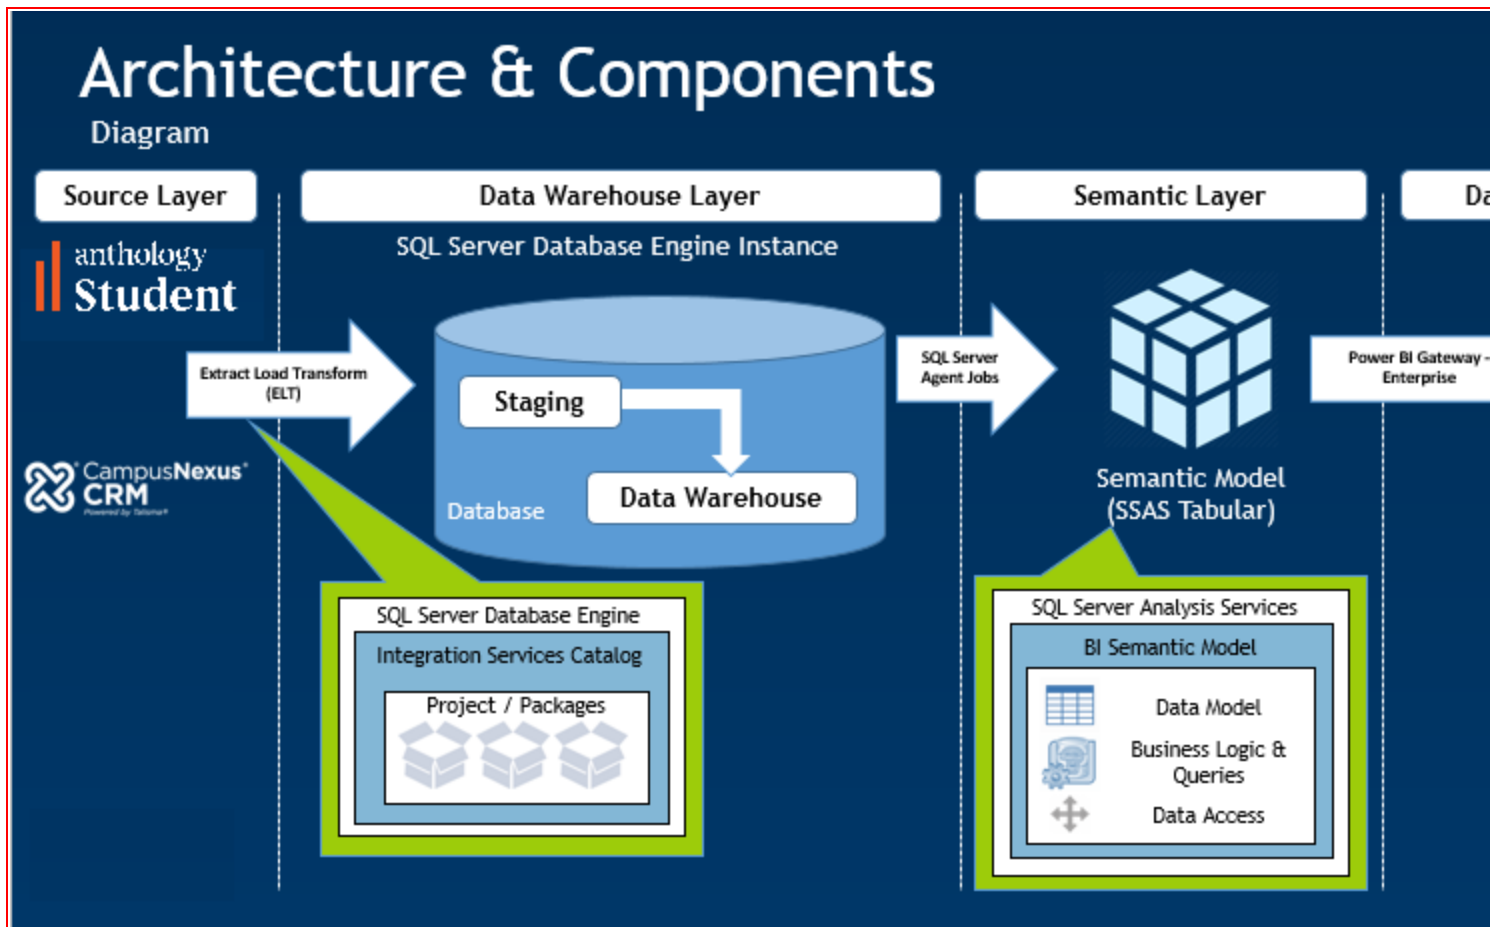 Architecture & Components
Diagram
Source Layer
Data Warehouse Layer
Semantic Layer
anthology
Student
SQL Server Database Engine Instance
Extract Load Transform
(ELT)
Staging
Data Warehouse
Database
SQL Server
Agent Jobs
Power BI Gateway -
Enterprise
CampusNexus®
CRM
Powered by Talisma®
Semantic Model
(SSAS Tabular)
SQL Server Database Engine
Integration Services Catalog
Project / Packages
SQL Server Analysis Services
BI Semantic Model
Data Model
Business Logic &
Queries
Data Access